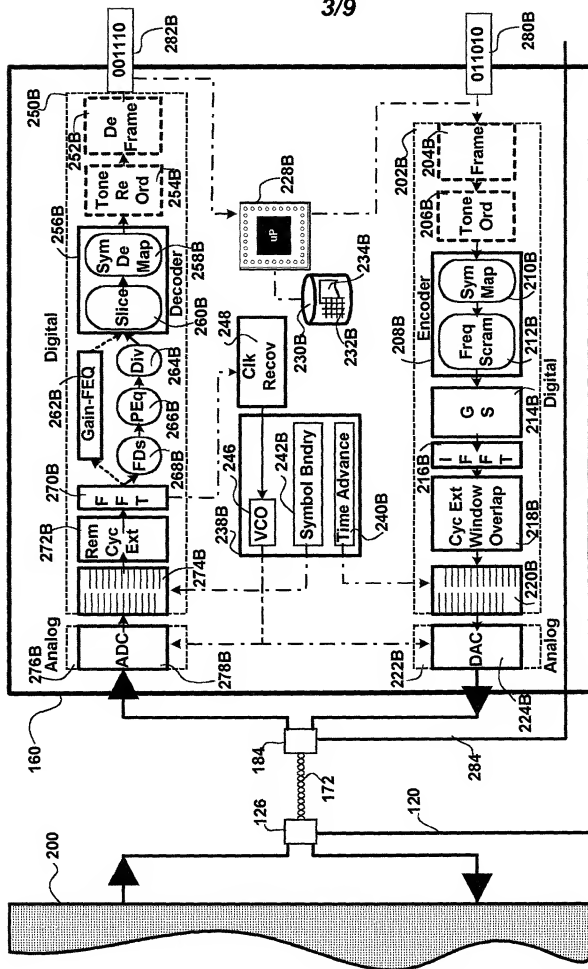 3/9
282B
001110
250B
252B
De Frame
Tone Re Ord
254B
256B
Sym De Map
258B
Slice
260B
Decoder
Digital
262B
Gain-FEQ
Div
264B
PEq
266B
FDs
268B
270B
F F T
272B
Rem Cyc Ext
274B
Analog
276B
ADC
278B
228B
uP
230B
234B
232B
248
Clk Recov
246
VCO
242B
Symbol Bndry
238B
Time Advance
240B
280B
011010
202B
204B
Frame
206B
Tone Ord
208B
Encoder
Sym Map
210B
Freq Scram
212B
Digital
G S
214B
I F F T
216B
Cyc Ext Window Overlap
218B
220B
222B
DAC
224B
Analog
160
184
172
284
126
120
200